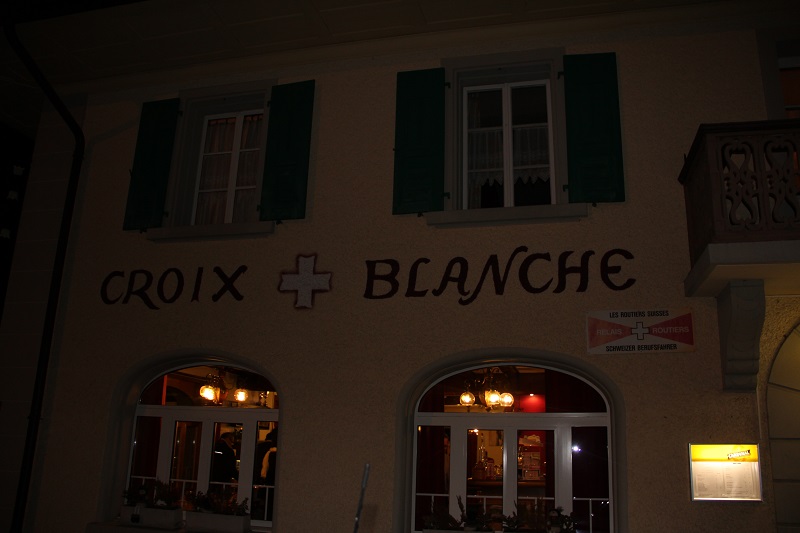 CROIX BLANCHE
LES ROUTIERS SUISSES
RELAIS ROUTIERS
SCHWEIZER BERUFSFAHRER